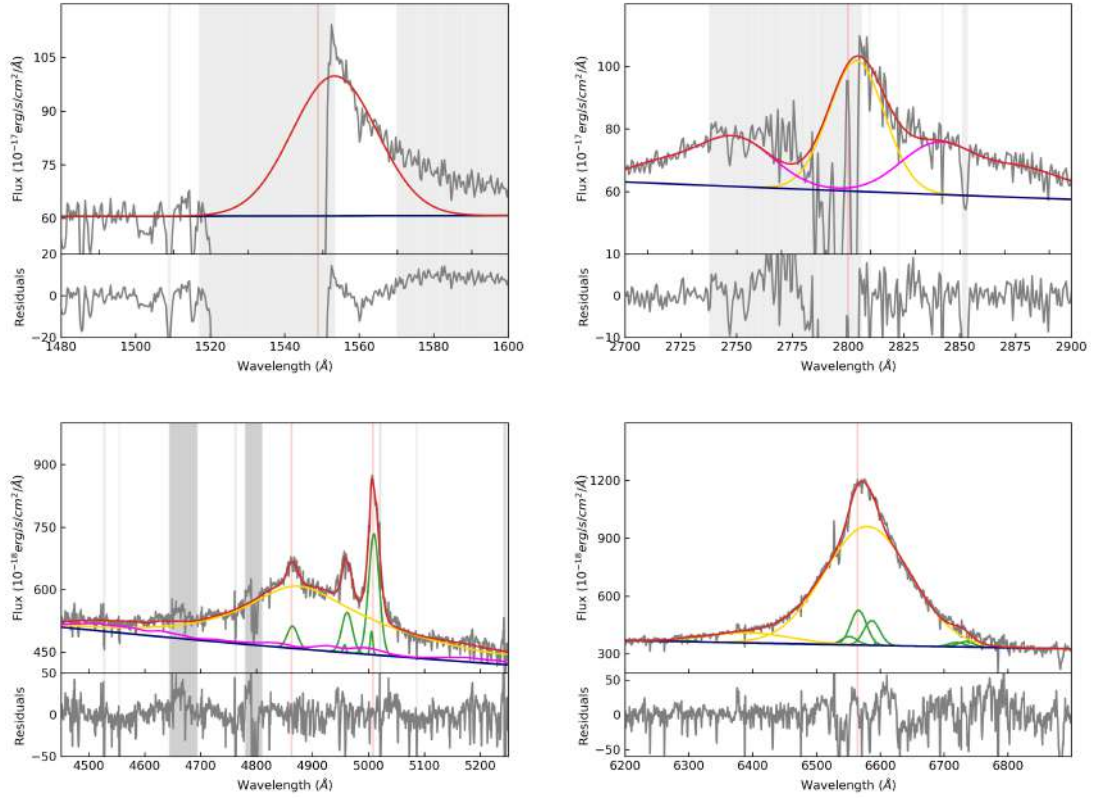 Flux (10⁻¹⁷erg/s/cm²/Å)
105
90
75
60
20
Residuals
0
−20
1480 1500 1520 1540 1560 1580 1600
Wavelength (Å)
Flux (10⁻¹⁷erg/s/cm²/Å)
100
80
60
10
Residuals
0
−10
2700 2725 2750 2775 2800 2825 2850 2875 2900
Wavelength (Å)
Flux (10⁻¹⁸erg/s/cm²/Å)
900
750
600
450
50
Residuals
0
−50
4500 4600 4700 4800 4900 5000 5100 5200
Wavelength (Å)
Flux (10⁻¹⁸erg/s/cm²/Å)
1200
900
600
300
50
Residuals
0
−50
6200 6300 6400 6500 6600 6700 6800
Wavelength (Å)